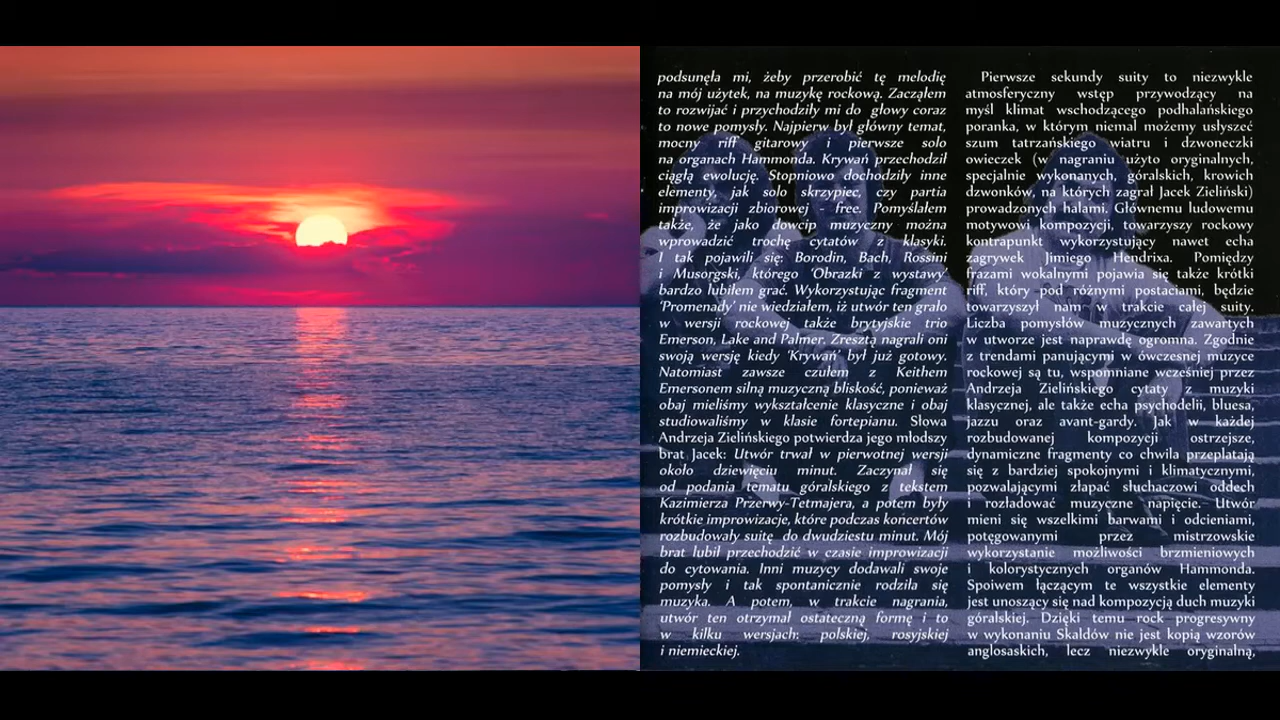 podsunęła mi, żeby przerobić tę melodię
na mój użytek, na muzykę rockową. Zacząłem
to rozwijać i przychodziły mi do głowy coraz
to nowe pomysły. Najpierw był główny temat,
mocny riff gitarowy i pierwsze solo
na organach Hammonda. Krywań przechodził
ciągłą ewolucję. Stopniowo dochodziły inne
elementy, jak solo skrzypiec, czy partia
improwizacji zbiorowej - free. Pomyślałem
także, że jako dowcip muzyczny można
wprowadzić trochę cytatów z klasyki.
I tak pojawili się: Borodin, Bach, Rossini
i Musorgski, którego 'Obrazki z wystawy'
bardzo lubiłem grać. Wykorzystując fragment
'Promenady' nie wiedziałem, iż utwór ten grało
w wersji rockowej także brytyjskie trio
Emerson, Lake and Palmer. Zresztą nagrali oni
swoją wersję kiedy 'Krywań' był już gotowy.
Natomiast zawsze czułem z Keithem
Emersonem silną muzyczną bliskość, ponieważ
obaj mieliśmy wykształcenie klasyczne i obaj
studiowaliśmy w klasie fortepianu. Słowa
Andrzeja Zielińskiego potwierdza jego młodszy
brat Jacek: Utwór trwał w pierwotnej wersji
około dziewięciu minut. Zaczynał się
od podania tematu góralskiego z tekstem
Kazimierza Przerwy-Tetmajera, a potem były
krótkie improwizacje, które podczas koncertów
rozbudowały suitę do dwudziestu minut. Mój
brat lubił przechodzić w czasie improwizacji
do cytowania. Inni muzycy dodawali swoje
pomysły i tak spontanicznie rodziła się
muzyka. A potem, w trakcie nagrania,
utwór ten otrzymał ostateczną formę i to
w kilku wersjach: polskiej, rosyjskiej
i niemieckiej.
Pierwsze sekundy suity to niezwykle
atmosferyczny wstęp przywodzący na
myśl klimat wschodzącego podhalańskiego
poranka, w którym niemal możemy usłyszeć
szum tatrzańskiego wiatru i dzwoneczki
owieczek (w nagraniu użyto oryginalnych,
specjalnie wykonanych, góralskich, krowich
dzwonków, na których zagrał Jacek Zieliński)
prowadzonych halami. Głównemu ludowemu
motywowi kompozycji, towarzyszy rockowy
kontrapunkt wykorzystujący nawet echa
zagrywek Jimiego Hendrixa. Pomiędzy
frazami wokalnymi pojawia się także krótki
riff, który pod różnymi postaciami, będzie
towarzyszył nam w trakcie całej suity.
Liczba pomysłów muzycznych zawartych
w utworze jest naprawdę ogromna. Zgodnie
z trendami panującymi w ówczesnej muzyce
rockowej są tu, wspomniane wcześniej przez
Andrzeja Zielińskiego cytaty z muzyki
klasycznej, ale także echa psychodelii, bluesa,
jazzu oraz avant-gardy. Jak w każdej
rozbudowanej kompozycji ostrzejsze,
dynamiczne fragmenty co chwila przeplatają
się z bardziej spokojnymi i klimatycznymi,
pozwalającymi złapać słuchaczowi oddech
i rozładować muzyczne napięcie. Utwór
mieni się wszelkimi barwami i odcieniami,
potęgowanymi przez mistrzowskie
wykorzystanie możliwości brzmieniowych
i kolorystycznych organów Hammonda.
Spoiwem łączącym te wszystkie elementy
jest unoszący się nad kompozycją duch muzyki
góralskiej. Dzięki temu rock progresywny
w wykonaniu Skaldów nie jest kopią wzorów
anglosaskich, lecz niezwykle oryginalną,